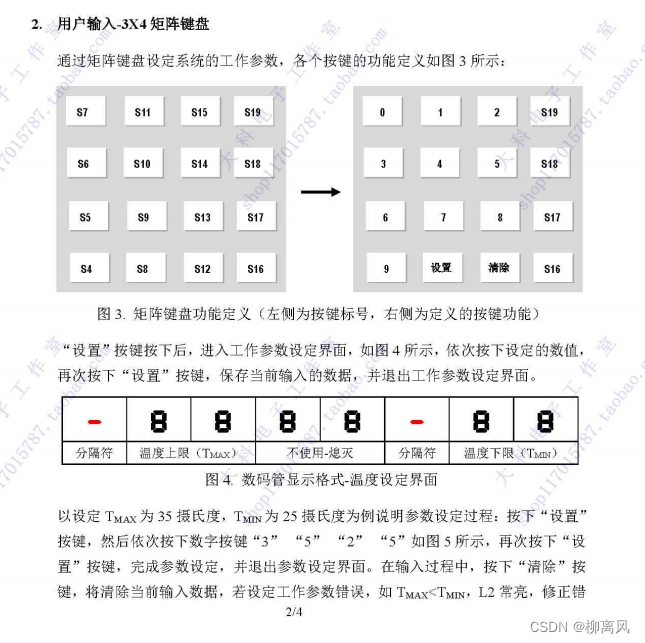 2. 用户输入-3X4 矩阵键盘
通过矩阵键盘设定系统的工作参数，各个按键的功能定义如图 3 所示：
S7 S11 S15 S19 0 1 2 S19
S6 S10 S14 S18 3 4 5 S18
S5 S9 S13 S17 6 7 8 S17
S4 S8 S12 S16 9 设置 清除 S16
图 3. 矩阵键盘功能定义（左侧为按键标号，右侧为定义的按键功能）
“设置”按键按下后，进入工作参数设定界面，如图 4 所示，依次按下设定的数值，
再次按下“设置”按键，保存当前输入的数据，并退出工作参数设定界面。
- 8 8 8 8 - 8 8
分隔符 温度上限（TMAX） 不使用-熄灭 分隔符 温度下限（TMIN）
图 4. 数码管显示格式-温度设定界面
以设定 TMAX 为 35 摄氏度，TMIN 为 25 摄氏度为例说明参数设定过程：按下“设置”
按键，然后依次按下数字按键“3” “5” “2” “5”如图 5 所示，再次按下“设
置”按键，完成参数设定，并退出参数设定界面。在输入过程中，按下“清除”按
键，将清除当前输入数据，若设定工作参数错误，如 TMAX<TMIN，L2 常亮，修正错
2/4
大科电子工作室
shop117015787.taobao.com
CSDN @柳离风